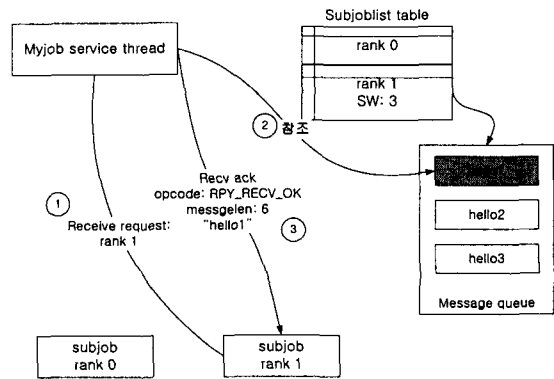 Subjoblist table
Myjob service thread
rank 0
rank 1
SW: 3
② 참조
Recv ack
opcode: RPY_RECV_OK
messgelen: 6
"hello1"
③
①
Receive request:
rank 1
hello2
hello3
Message queue
subjob
rank 0
subjob
rank 1